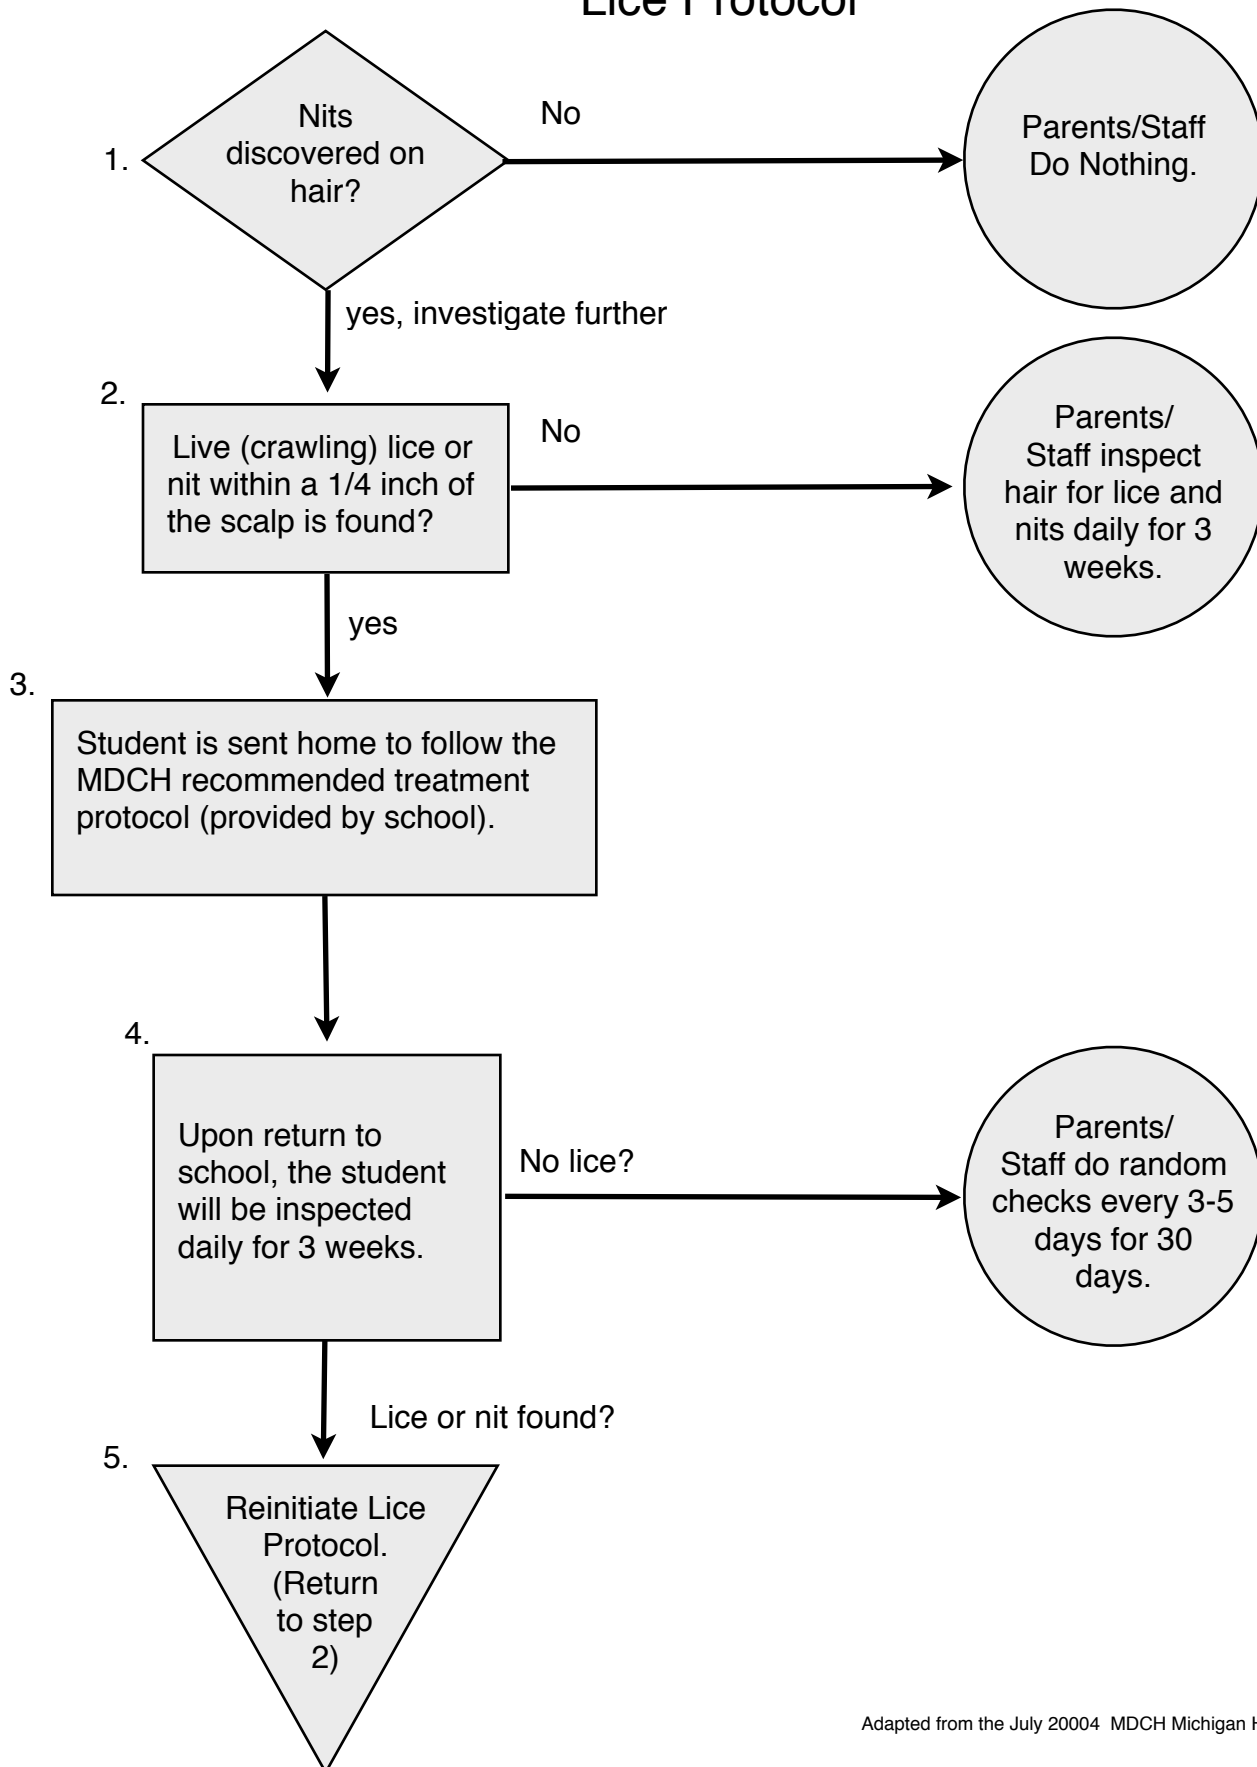 Lice Protocol
1.
Nits
discovered on
hair?
No
Parents/Staff
Do Nothing.
yes, investigate further
2.
Live (crawling) lice or
nit within a 1/4 inch of
the scalp is found?
No
Parents/
Staff inspect
hair for lice and
nits daily for 3
weeks.
yes
3.
Student is sent home to follow the
MDCH recommended treatment
protocol (provided by school).
4.
Upon return to
school, the student
will be inspected
daily for 3 weeks.
No lice?
Parents/
Staff do random
checks every 3-5
days for 30
days.
Lice or nit found?
5.
Reinitiate Lice
Protocol.
(Return
to step
2)
Adapted from the July 20004 MDCH Michigan